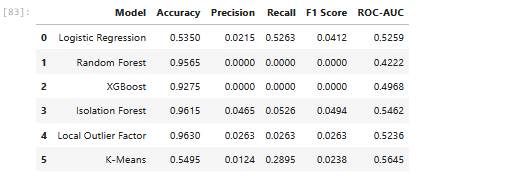 [83]:
Model Accuracy Precision Recall F1 Score ROC-AUC
0 Logistic Regression 0.5350 0.0215 0.5263 0.0412 0.5259
1 Random Forest 0.9565 0.0000 0.0000 0.0000 0.4222
2 XGBoost 0.9275 0.0000 0.0000 0.0000 0.4968
3 Isolation Forest 0.9615 0.0465 0.0526 0.0494 0.5462
4 Local Outlier Factor 0.9630 0.0263 0.0263 0.0263 0.5236
5 K-Means 0.5495 0.0124 0.2895 0.0238 0.5645